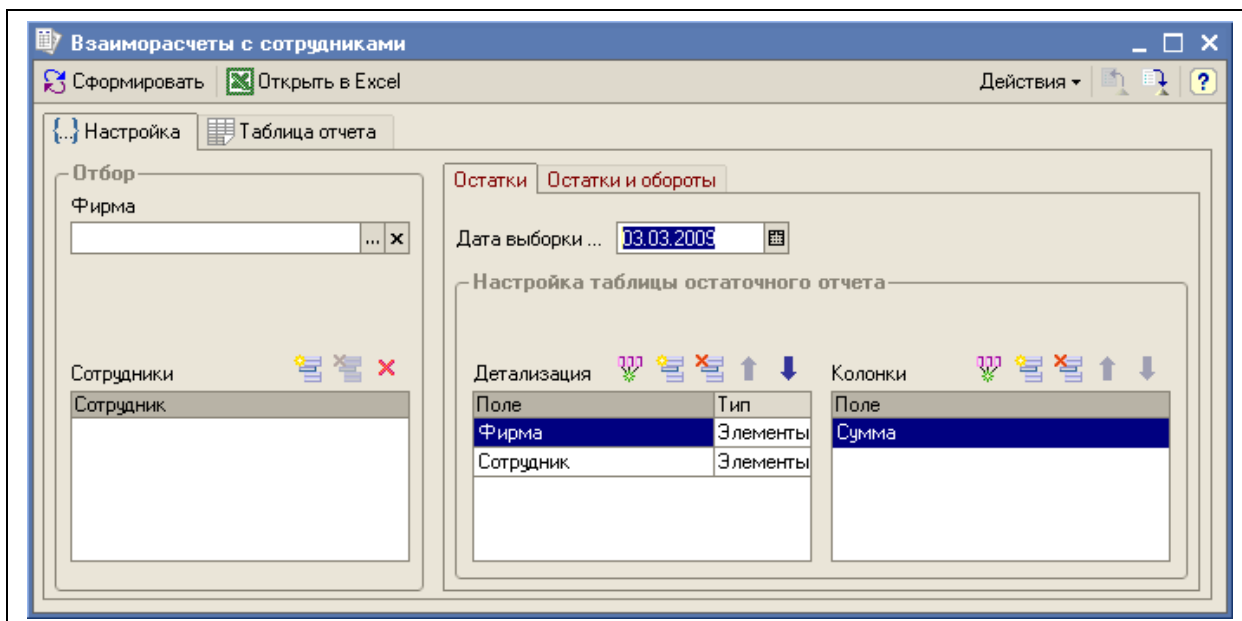 Взаиморасчеты с сотрудниками
Сформировать Открыть в Excel Действия
{...} Настройка Таблица отчета
Отбор
Фирма
...
Сотрудники
Сотрудник
Остатки Остатки и обороты
Дата выборки ... 03.03.2009
Настройка таблицы остаточного отчета
Детализация
Поле Тип
Фирма Элементы
Сотрудник Элементы
Колонки
Поле
Сумма